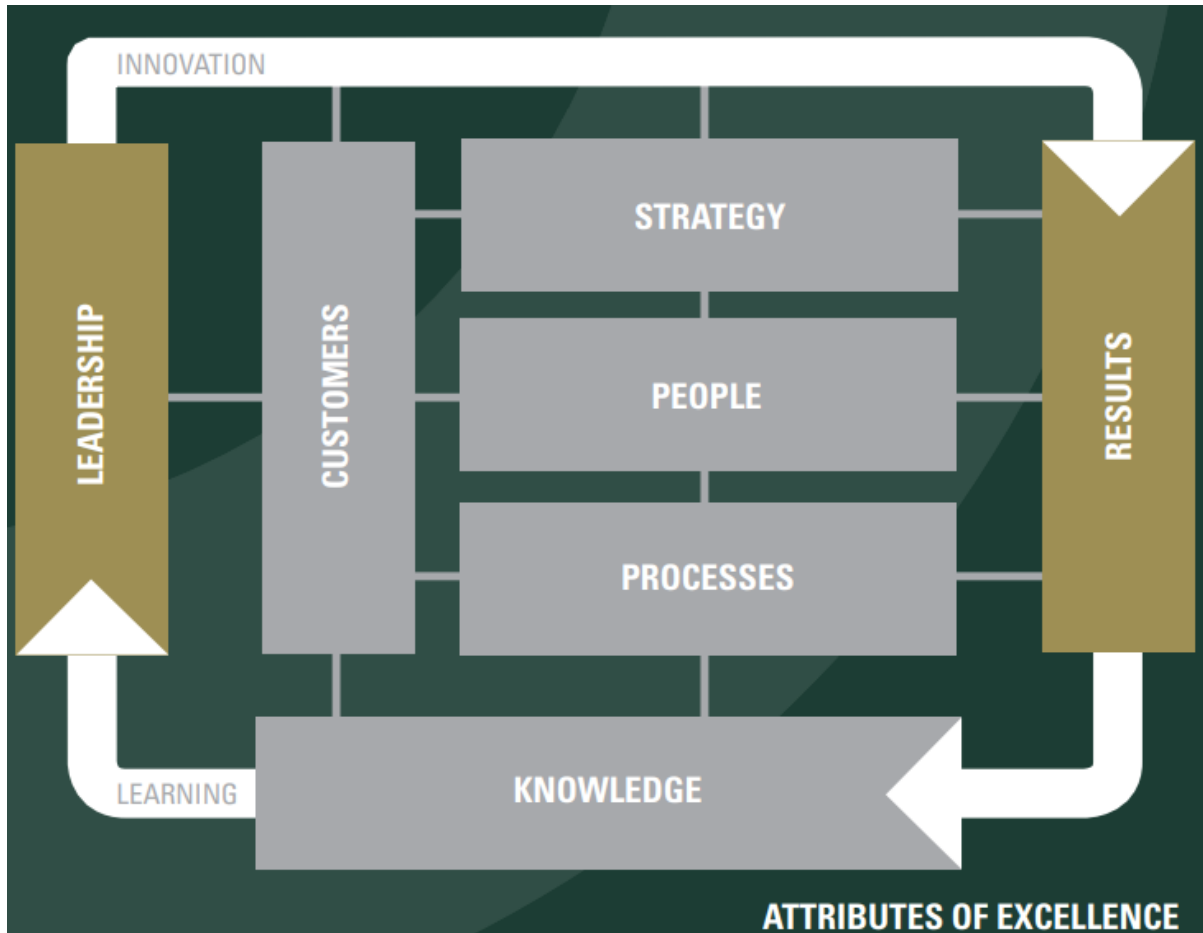 INNOVATION
LEADERSHIP
CUSTOMERS
STRATEGY
PEOPLE
PROCESSES
RESULTS
LEARNING
KNOWLEDGE
ATTRIBUTES OF EXCELLENCE